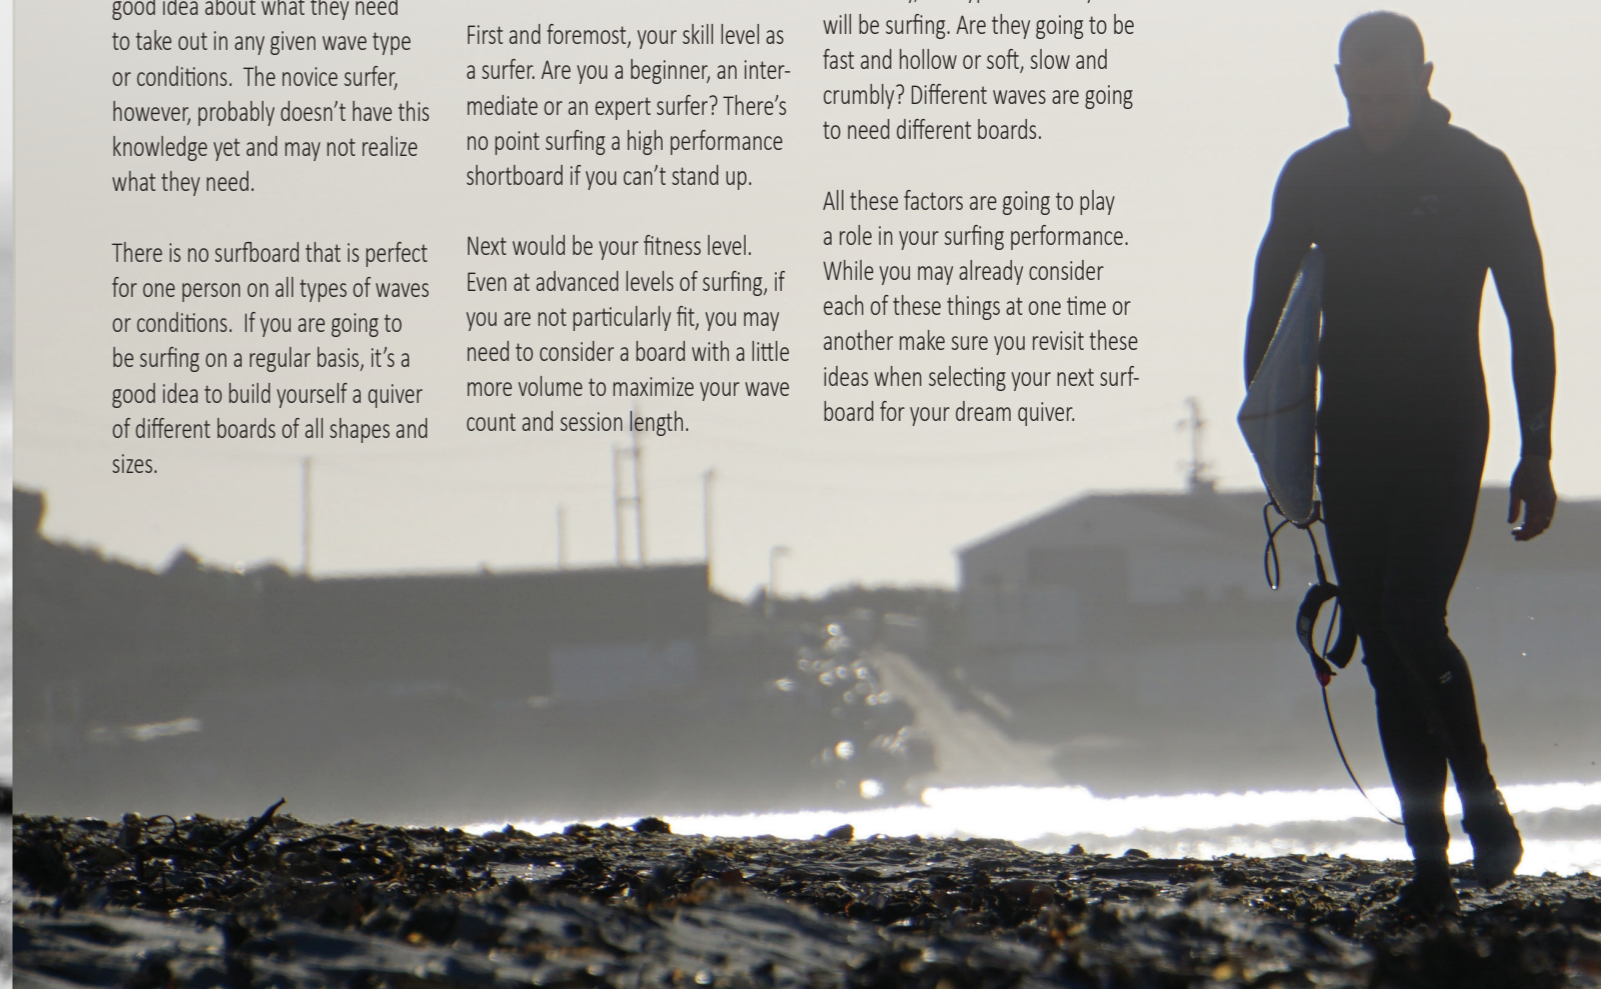 good idea about what they need
to take out in any given wave type
or conditions.  The novice surfer,
however, probably doesn't have this
knowledge yet and may not realize
what they need.

There is no surfboard that is perfect
for one person on all types of waves
or conditions.  If you are going to
be surfing on a regular basis, it's a
good idea to build yourself a quiver
of different boards of all shapes and
sizes.

First and foremost, your skill level as
a surfer. Are you a beginner, an inter-
mediate or an expert surfer? There's
no point surfing a high performance
shortboard if you can't stand up.

Next would be your fitness level.
Even at advanced levels of surfing, if
you are not particularly fit, you may
need to consider a board with a little
more volume to maximize your wave
count and session length.

will be surfing. Are they going to be
fast and hollow or soft, slow and
crumbly? Different waves are going
to need different boards.

All these factors are going to play
a role in your surfing performance.
While you may already consider
each of these things at one time or
another make sure you revisit these
ideas when selecting your next surf-
board for your dream quiver.